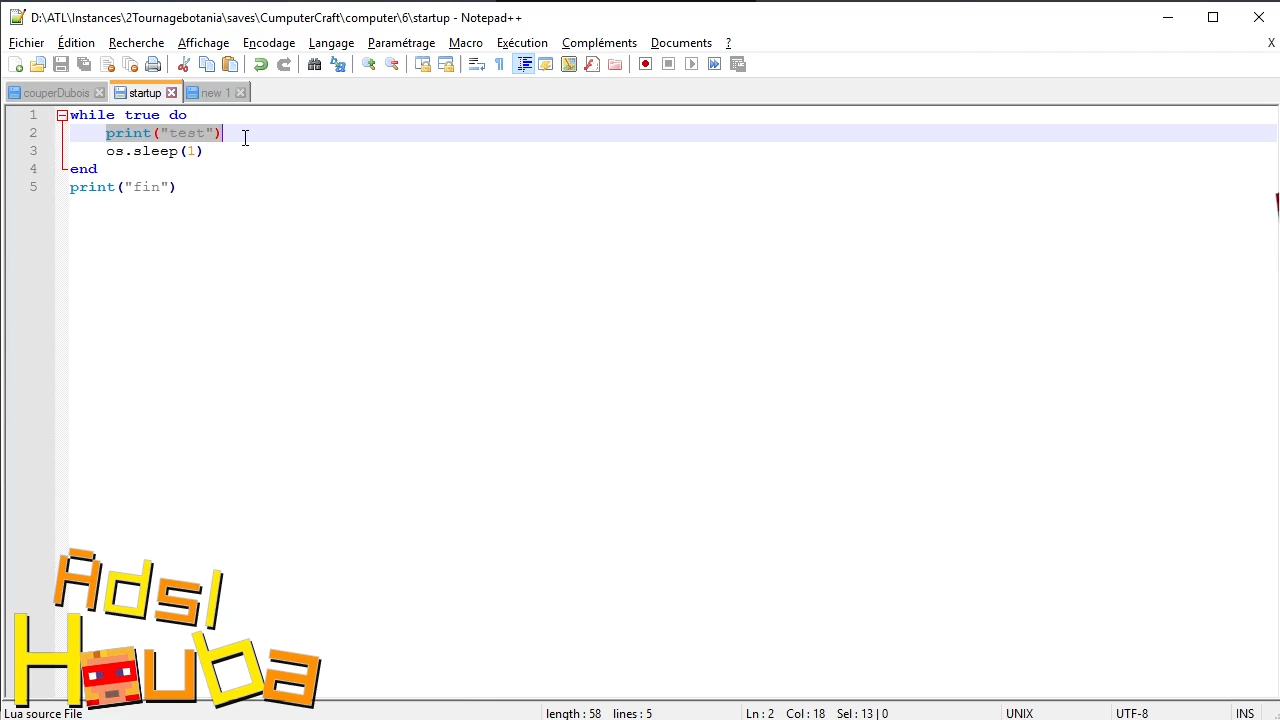 D:\ATL\Instances\2Tournagebotania\saves\CumputerCraft\computer\6\startup - Notepad++
Fichier Édition Recherche Affichage Encodage Langage Paramétrage Macro Exécution Compléments Documents ? X
couperDubois startup new 1
1 while true do
2 print("test")
3 os.sleep(1)
4 end
5 print("fin")
Adsl
Houba
Lua source File length : 58 lines : 5 Ln : 2 Col : 18 Sel : 13 | 0 UNIX UTF-8 INS